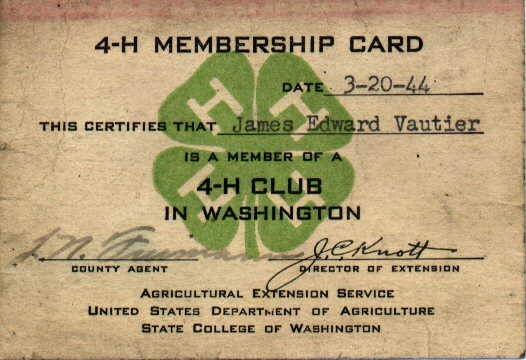 4-H MEMBERSHIP CARD
DATE 3-20-44
THIS CERTIFIES THAT James Edward Vautier
IS A MEMBER OF A
4-H CLUB
IN WASHINGTON
J.C. Knott
COUNTY AGENT DIRECTOR OF EXTENSION
AGRICULTURAL EXTENSION SERVICE
UNITED STATES DEPARTMENT OF AGRICULTURE
STATE COLLEGE OF WASHINGTON
H H H H